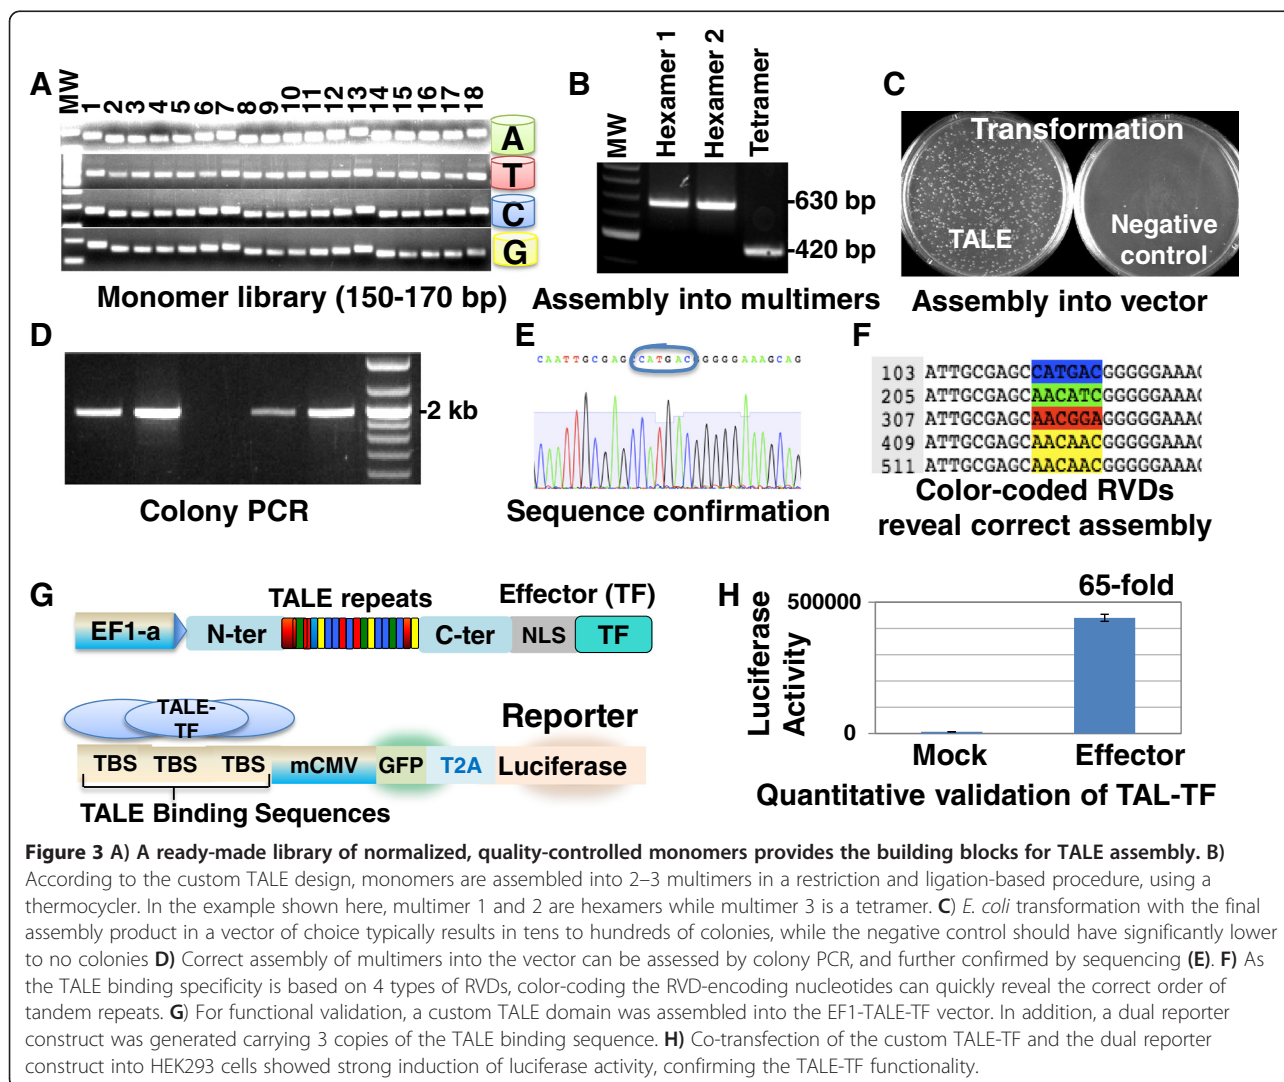 A
MW
1 2 3 4 5 6 7 8 9 10 11 12 13 14 15 16 17 18
A
T
C
G
Monomer library (150-170 bp)
B
MW
Hexamer 1
Hexamer 2
Tetramer
-630 bp
-420 bp
Assembly into multimers
C
Transformation
TALE
Negative
control
Assembly into vector
D
-2 kb
Colony PCR
E
CAATTGCGAGCCATGACGGGGGAAAGCAG
Sequence confirmation
F
103 ATTGCGAGCCATGACGGGGGAAA
205 ATTGCGAGCAACATCGGGGGAAA
307 ATTGCGAGCAACGGAGGGGGAAA
409 ATTGCGAGCAACAACGGGGGAAA
511 ATTGCGAGCAACAACGGGGGAAA
Color-coded RVDs
reveal correct assembly
G
TALE repeats
Effector (TF)
EF1-a
N-ter
C-ter
NLS
TF
TALE-
TF
Reporter
TBS TBS TBS mCMV GFP T2A Luciferase
TALE Binding Sequences
H
65-fold
Luciferase
Activity
500000
0
Mock
Effector
Quantitative validation of TAL-TF
Figure 3 A) A ready-made library of normalized, quality-controlled monomers provides the building blocks for TALE assembly. B)
According to the custom TALE design, monomers are assembled into 2–3 multimers in a restriction and ligation-based procedure, using a
thermocycler. In the example shown here, multimer 1 and 2 are hexamers while multimer 3 is a tetramer. C) E. coli transformation with the final
assembly product in a vector of choice typically results in tens to hundreds of colonies, while the negative control should have significantly lower
to no colonies D) Correct assembly of multimers into the vector can be assessed by colony PCR, and further confirmed by sequencing (E). F) As
the TALE binding specificity is based on 4 types of RVDs, color-coding the RVD-encoding nucleotides can quickly reveal the correct order of
tandem repeats. G) For functional validation, a custom TALE domain was assembled into the EF1-TALE-TF vector. In addition, a dual reporter
construct was generated carrying 3 copies of the TALE binding sequence. H) Co-transfection of the custom TALE-TF and the dual reporter
construct into HEK293 cells showed strong induction of luciferase activity, confirming the TALE-TF functionality.